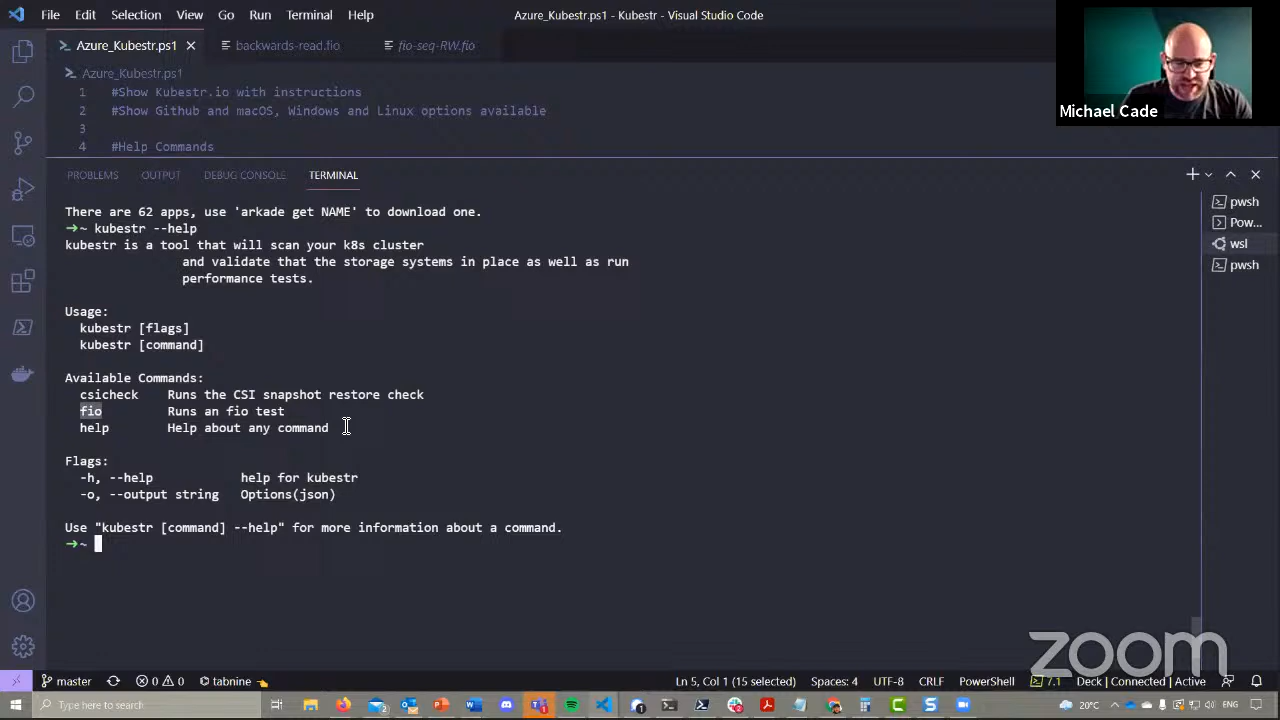 File Edit Selection View Go Run Terminal Help
Azure_Kubestr.ps1 - Kubestr - Visual Studio Code
Azure_Kubestr.ps1
backwards-read.fio
fio-seq-RW.fio
Azure_Kubestr.ps1
1 #Show Kubestr.io with instructions
2 #Show Github and macOS, Windows and Linux options available
3
4 #Help Commands
Michael Cade
PROBLEMS OUTPUT DEBUG CONSOLE TERMINAL
There are 62 apps, use 'arkade get NAME' to download one.
➜~ kubestr --help
kubestr is a tool that will scan your k8s cluster
and validate that the storage systems in place as well as run
performance tests.
Usage:
kubestr [flags]
kubestr [command]
Available Commands:
csicheck Runs the CSI snapshot restore check
fio Runs an fio test
help Help about any command
Flags:
-h, --help help for kubestr
-o, --output string Options(json)
Use "kubestr [command] --help" for more information about a command.
➜~
pwsh
Pow...
wsl
pwsh
zoom
master 0 0 tabnine Ln 5, Col 1 (15 selected) Spaces: 4 UTF-8 CRLF PowerShell 7.1 Deck | Connected | Active
Type here to search 20°C ENG